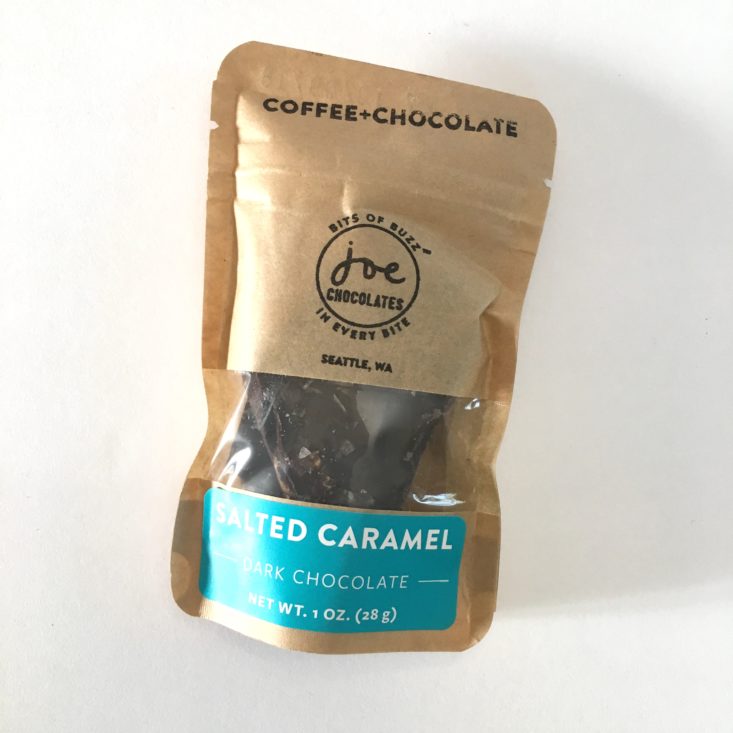 COFFEE+CHOCOLATE
BITS OF BUZZ
joe
CHOCOLATES
IN EVERY BITE
SEATTLE, WA
SALTED CARAMEL
DARK CHOCOLATE
NET WT. 1 OZ. (28 g)